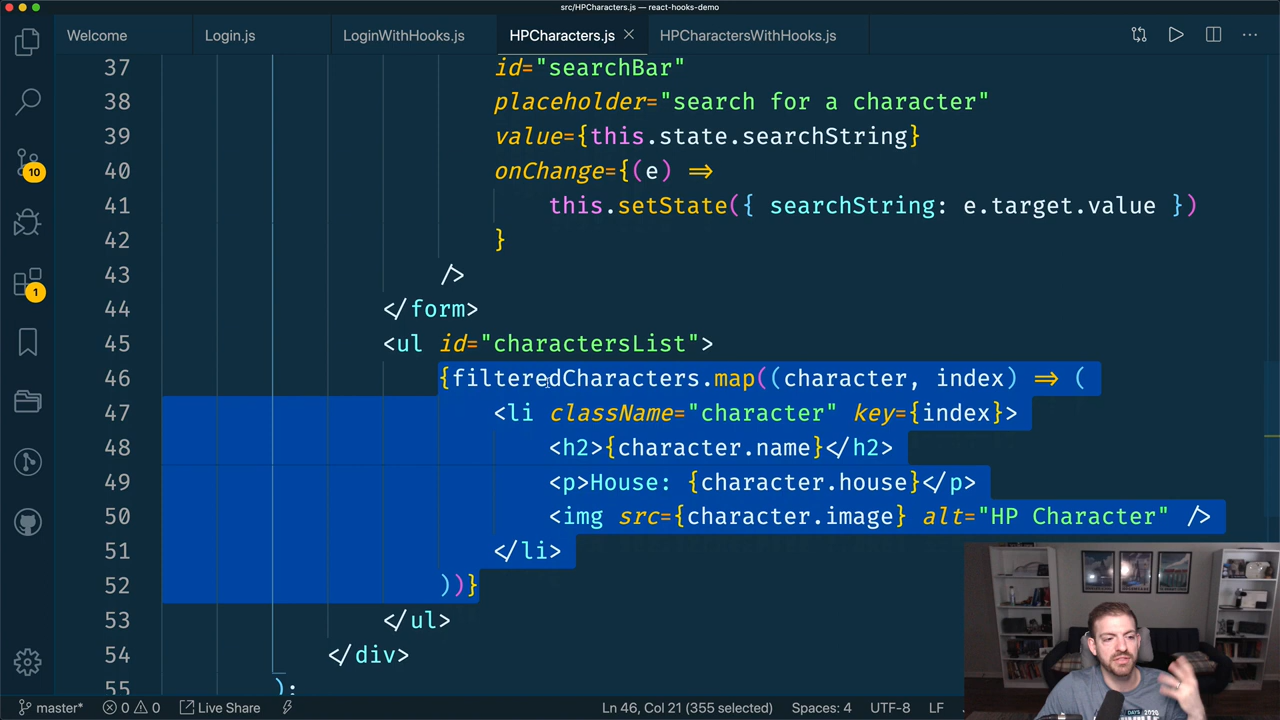 src/HPCharacters.js — react-hooks-demo
Welcome
Login.js
LoginWithHooks.js
HPCharacters.js
HPCharactersWithHooks.js
37 id="searchBar"
38 placeholder="search for a character"
39 value={this.state.searchString}
40 onChange={(e) =>
41 this.setState({ searchString: e.target.value })
42 }
43 />
44 </form>
45 <ul id="charactersList">
46 {filteredCharacters.map((character, index) => (
47 <li className="character" key={index}>
48 <h2>{character.name}</h2>
49 <p>House: {character.house}</p>
50 <img src={character.image} alt="HP Character" />
51 </li>
52 ))}
53 </ul>
54 </div>
55 );
10
1
master* 0 0 Live Share Ln 46, Col 21 (355 selected) Spaces: 4 UTF-8 LF